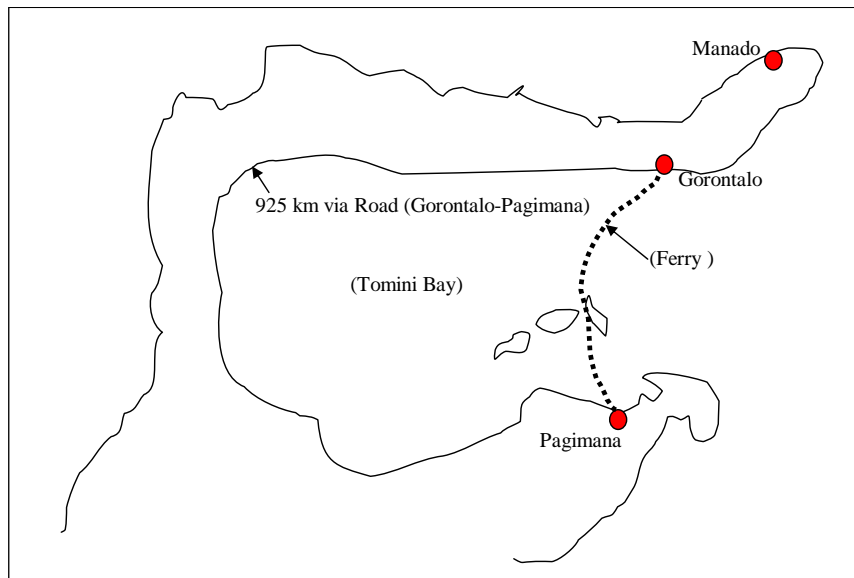 Manado
Gorontalo
925 km via Road (Gorontalo-Pagimana)
(Ferry )
(Tomini Bay)
Pagimana